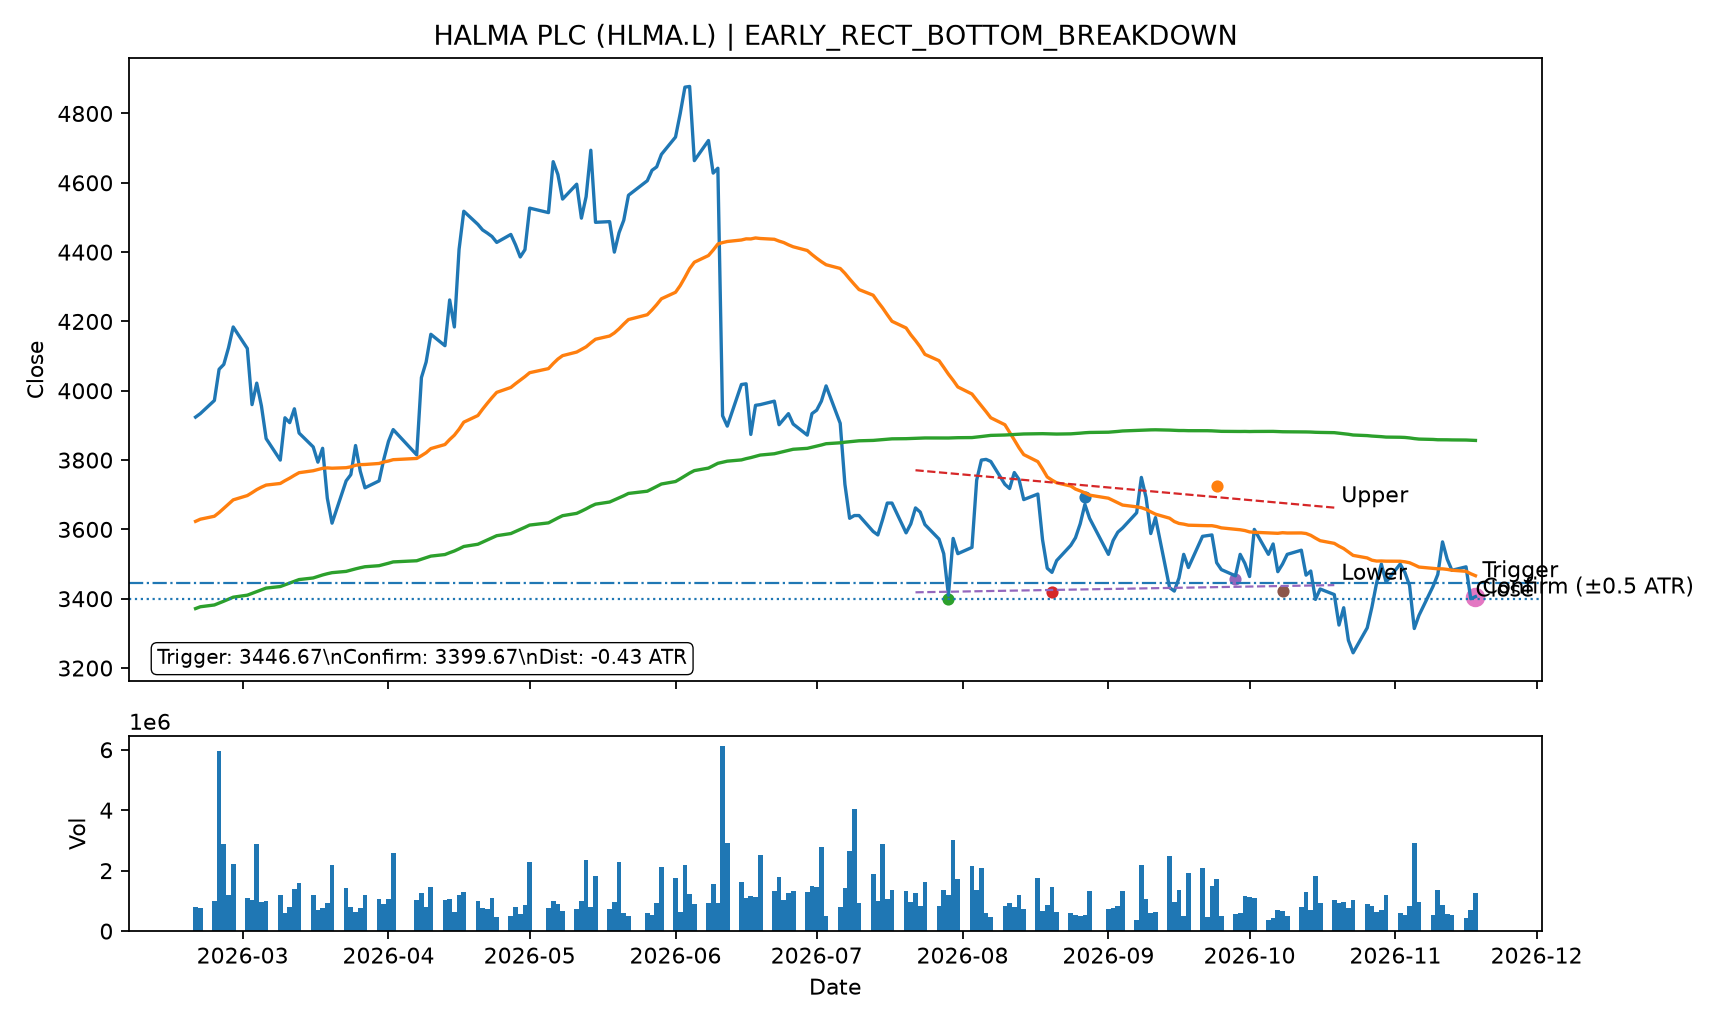 HALMA PLC (HLMA.L) | EARLY_RECT_BOTTOM_BREAKDOWN
Close
4800
4600
4400
4200
4000
3800
3600
3400
3200
Upper
Lower
Trigger
Confirm (±0.5 ATR)
Close
Trigger: 3446.67\nConfirm: 3399.67\nDist: -0.43 ATR
1e6
Vol
6
4
2
0
2026-03
2026-04
2026-05
2026-06
2026-07
2026-08
2026-09
2026-10
2026-11
2026-12
Date